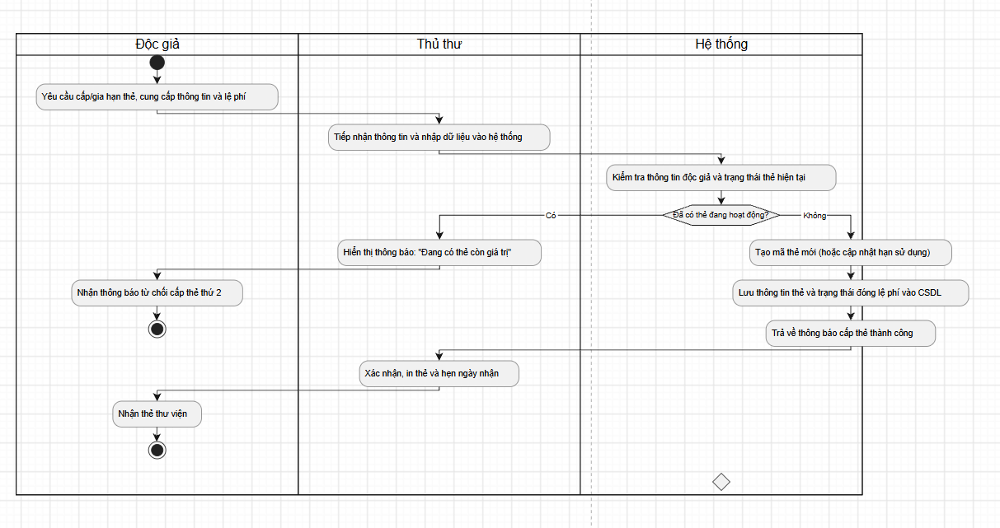 Độc giả
Thủ thư
Hệ thống
Yêu cầu cấp/gia hạn thẻ, cung cấp thông tin và lệ phí
Tiếp nhận thông tin và nhập dữ liệu vào hệ thống
Kiểm tra thông tin độc giả và trạng thái thẻ hiện tại
Đã có thẻ đang hoạt động?
Có
Không
Hiển thị thông báo: "Đang có thẻ còn giá trị"
Tạo mã thẻ mới (hoặc cập nhật hạn sử dụng)
Nhận thông báo từ chối cấp thẻ thứ 2
Lưu thông tin thẻ và trạng thái đóng lệ phí vào CSDL
Trả về thông báo cấp thẻ thành công
Xác nhận, in thẻ và hẹn ngày nhận
Nhận thẻ thư viện